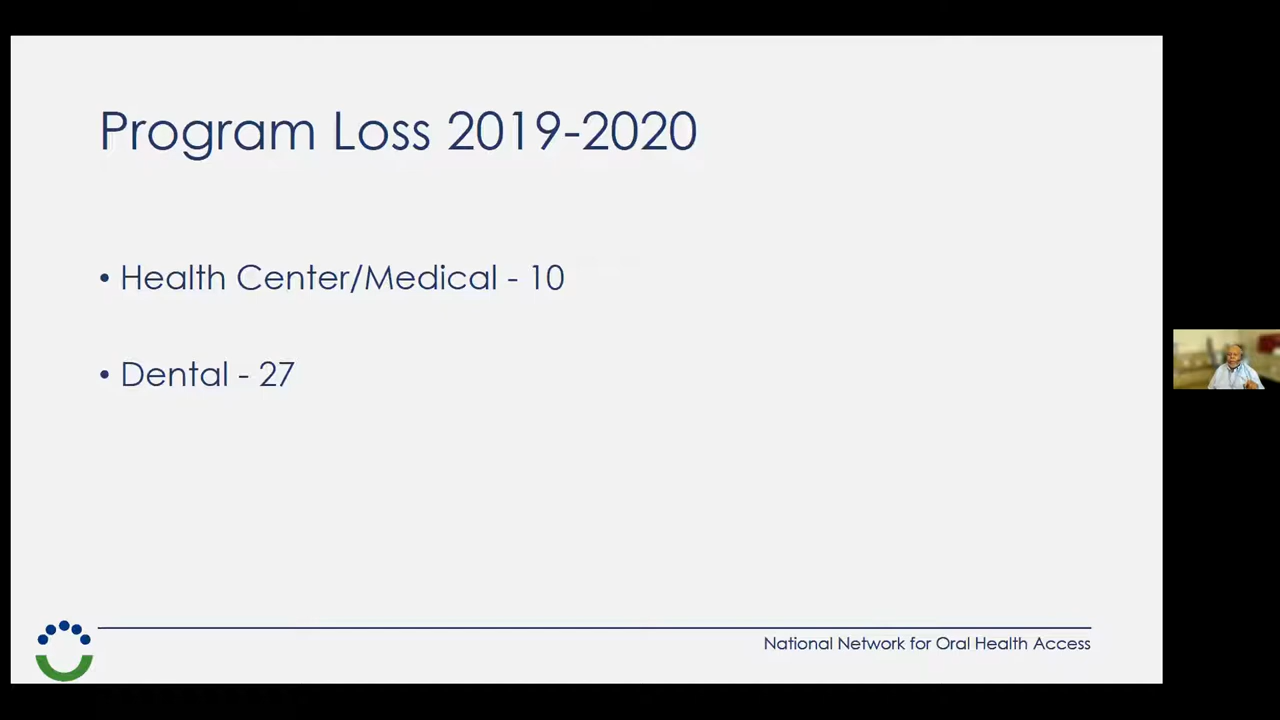 Program Loss 2019-2020
• Health Center/Medical - 10
• Dental - 27
National Network for Oral Health Access